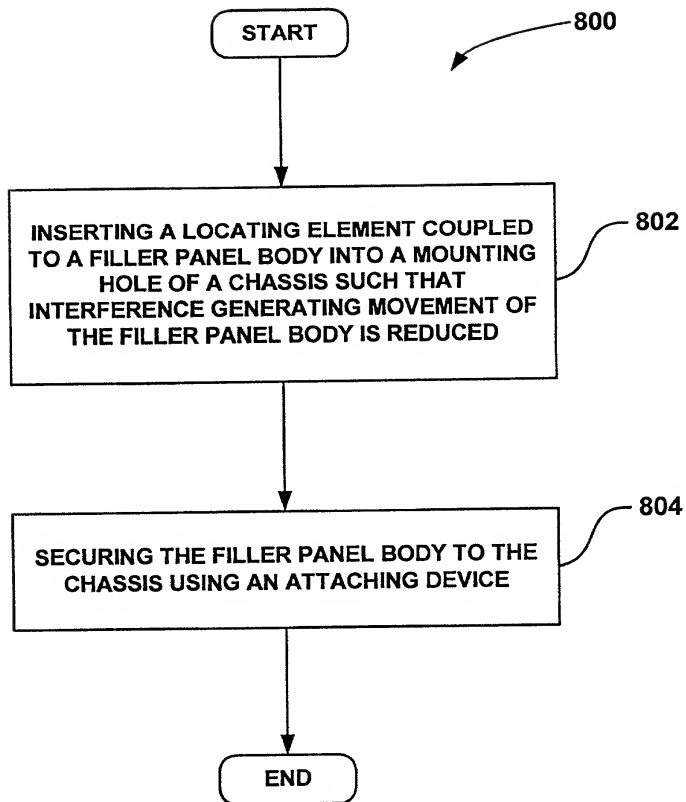 START
800
INSERTING A LOCATING ELEMENT COUPLED
TO A FILLER PANEL BODY INTO A MOUNTING
HOLE OF A CHASSIS SUCH THAT
INTERFERENCE GENERATING MOVEMENT OF
THE FILLER PANEL BODY IS REDUCED
802
SECURING THE FILLER PANEL BODY TO THE
CHASSIS USING AN ATTACHING DEVICE
804
END